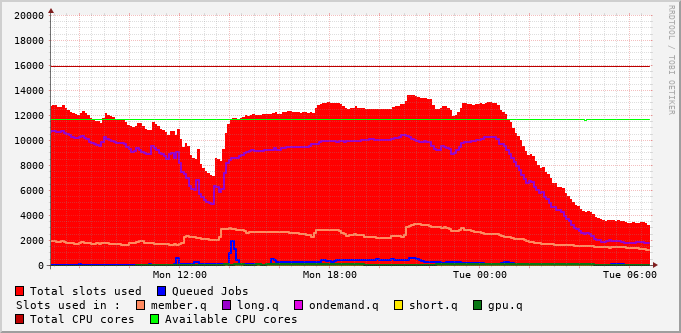 RRDTOOL / TOBI OETIKER
20000
18000
16000
14000
12000
10000
8000
6000
4000
2000
0
Mon 12:00 Mon 18:00 Tue 00:00 Tue 06:00
Total slots used Queued Jobs
Slots used in : member.q long.q ondemand.q short.q gpu.q
Total CPU cores Available CPU cores